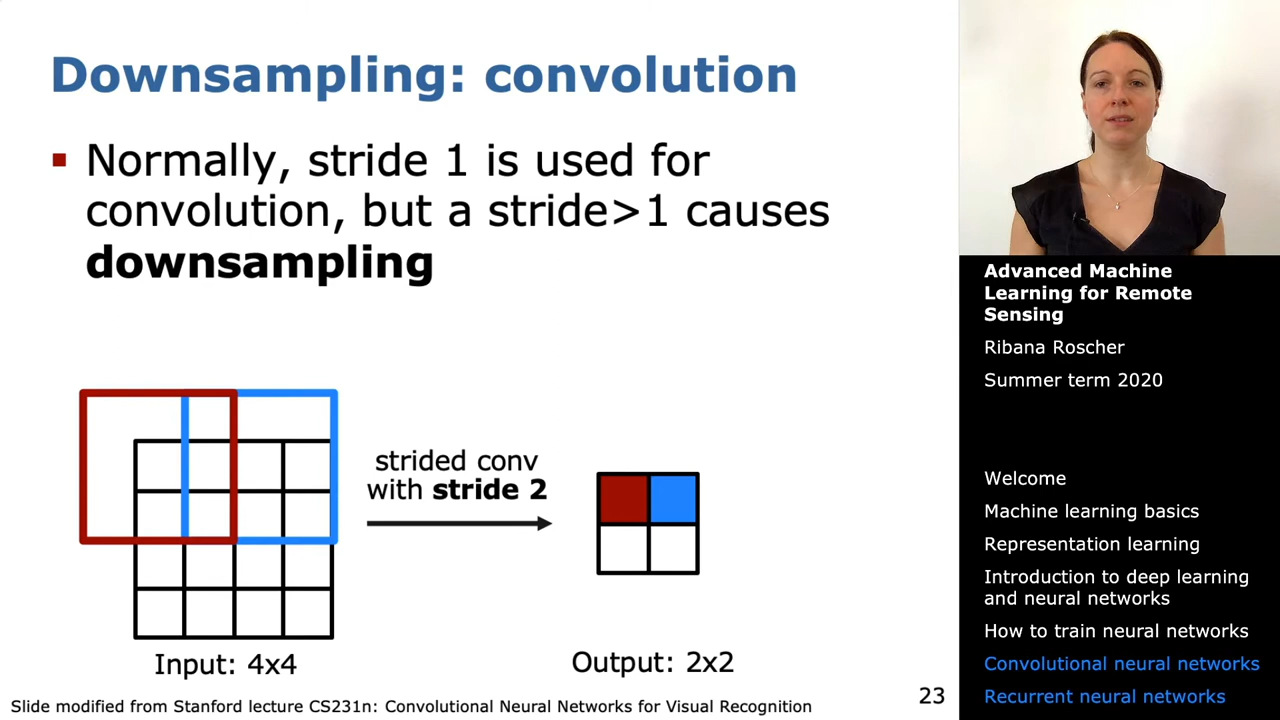 Downsampling: convolution
Normally, stride 1 is used for
convolution, but a stride>1 causes
downsampling
strided conv
with stride 2
Input: 4x4
Output: 2x2
Slide modified from Stanford lecture CS231n: Convolutional Neural Networks for Visual Recognition
23
Advanced Machine
Learning for Remote
Sensing
Ribana Roscher
Summer term 2020
Welcome
Machine learning basics
Representation learning
Introduction to deep learning
and neural networks
How to train neural networks
Convolutional neural networks
Recurrent neural networks